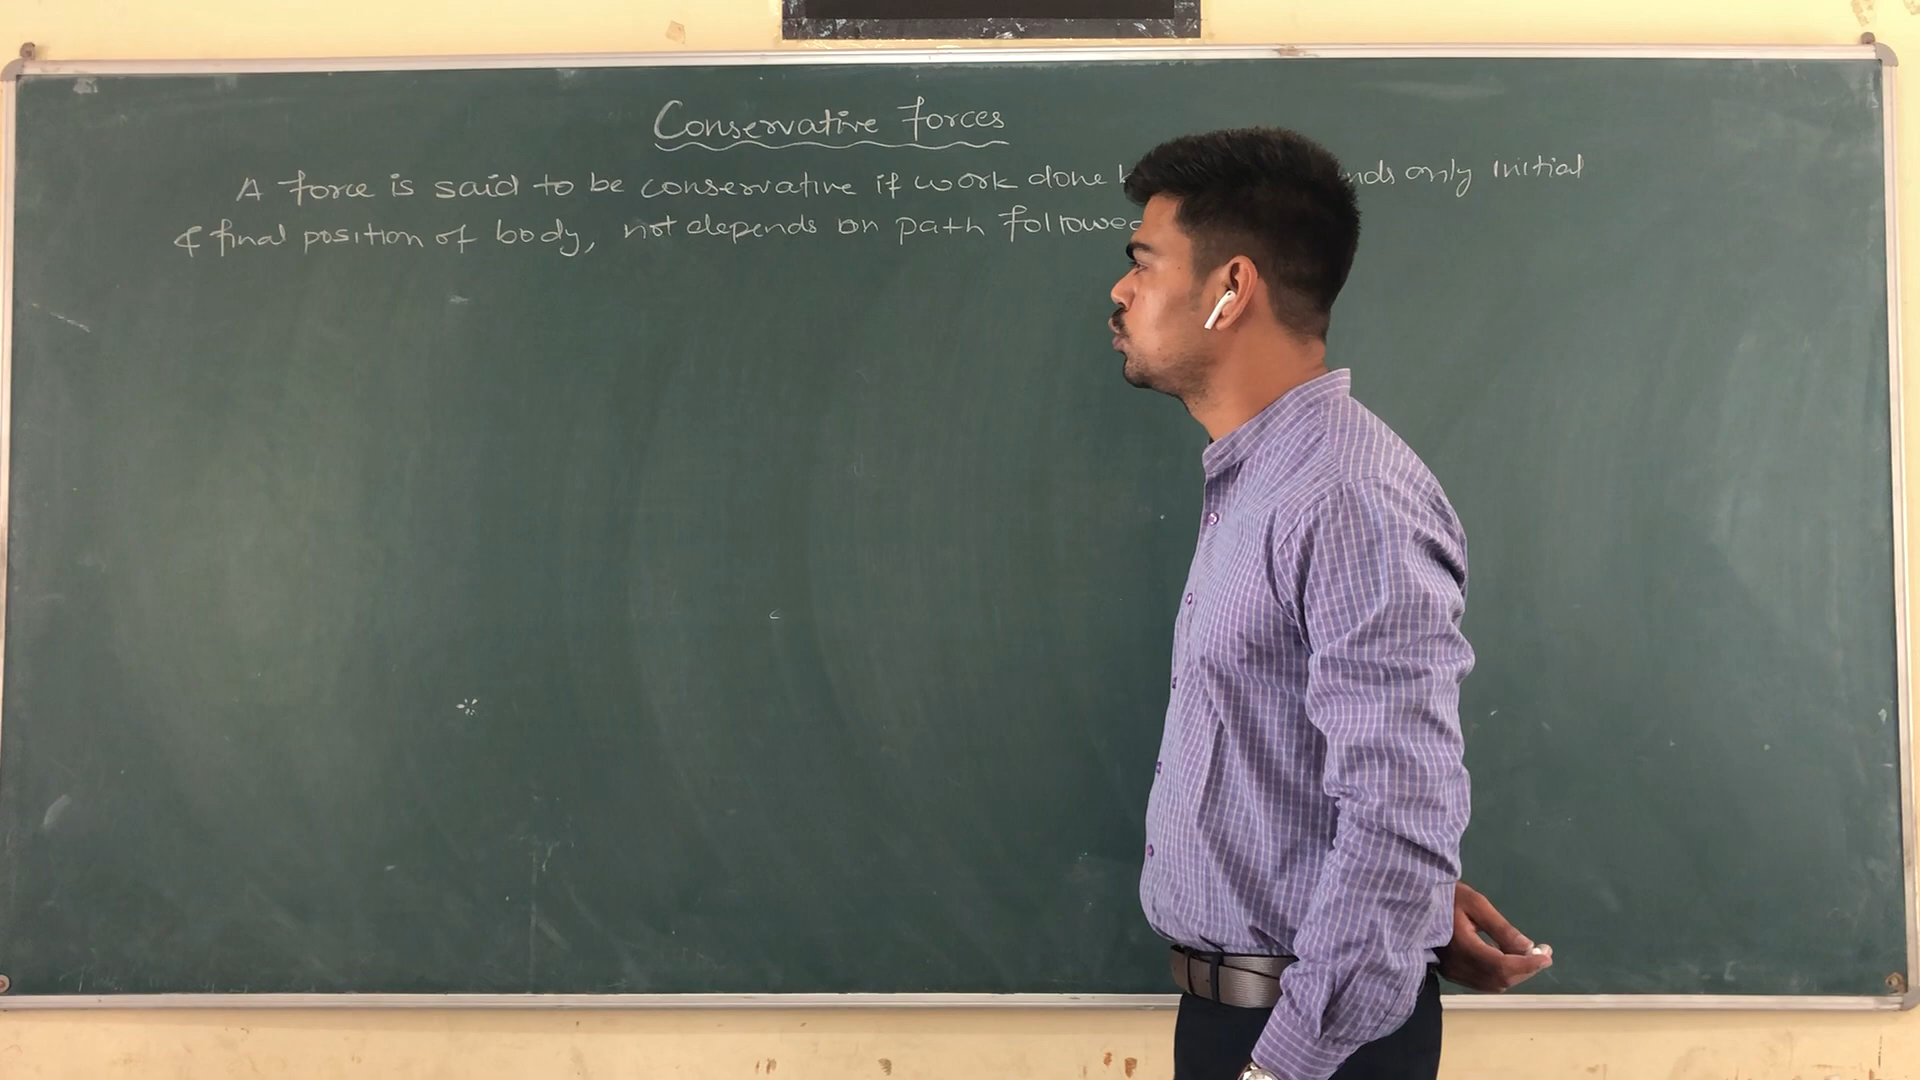 Conservative Forces
A force is said to be conservative if work done only initial
& final position of body, not depends on path followed